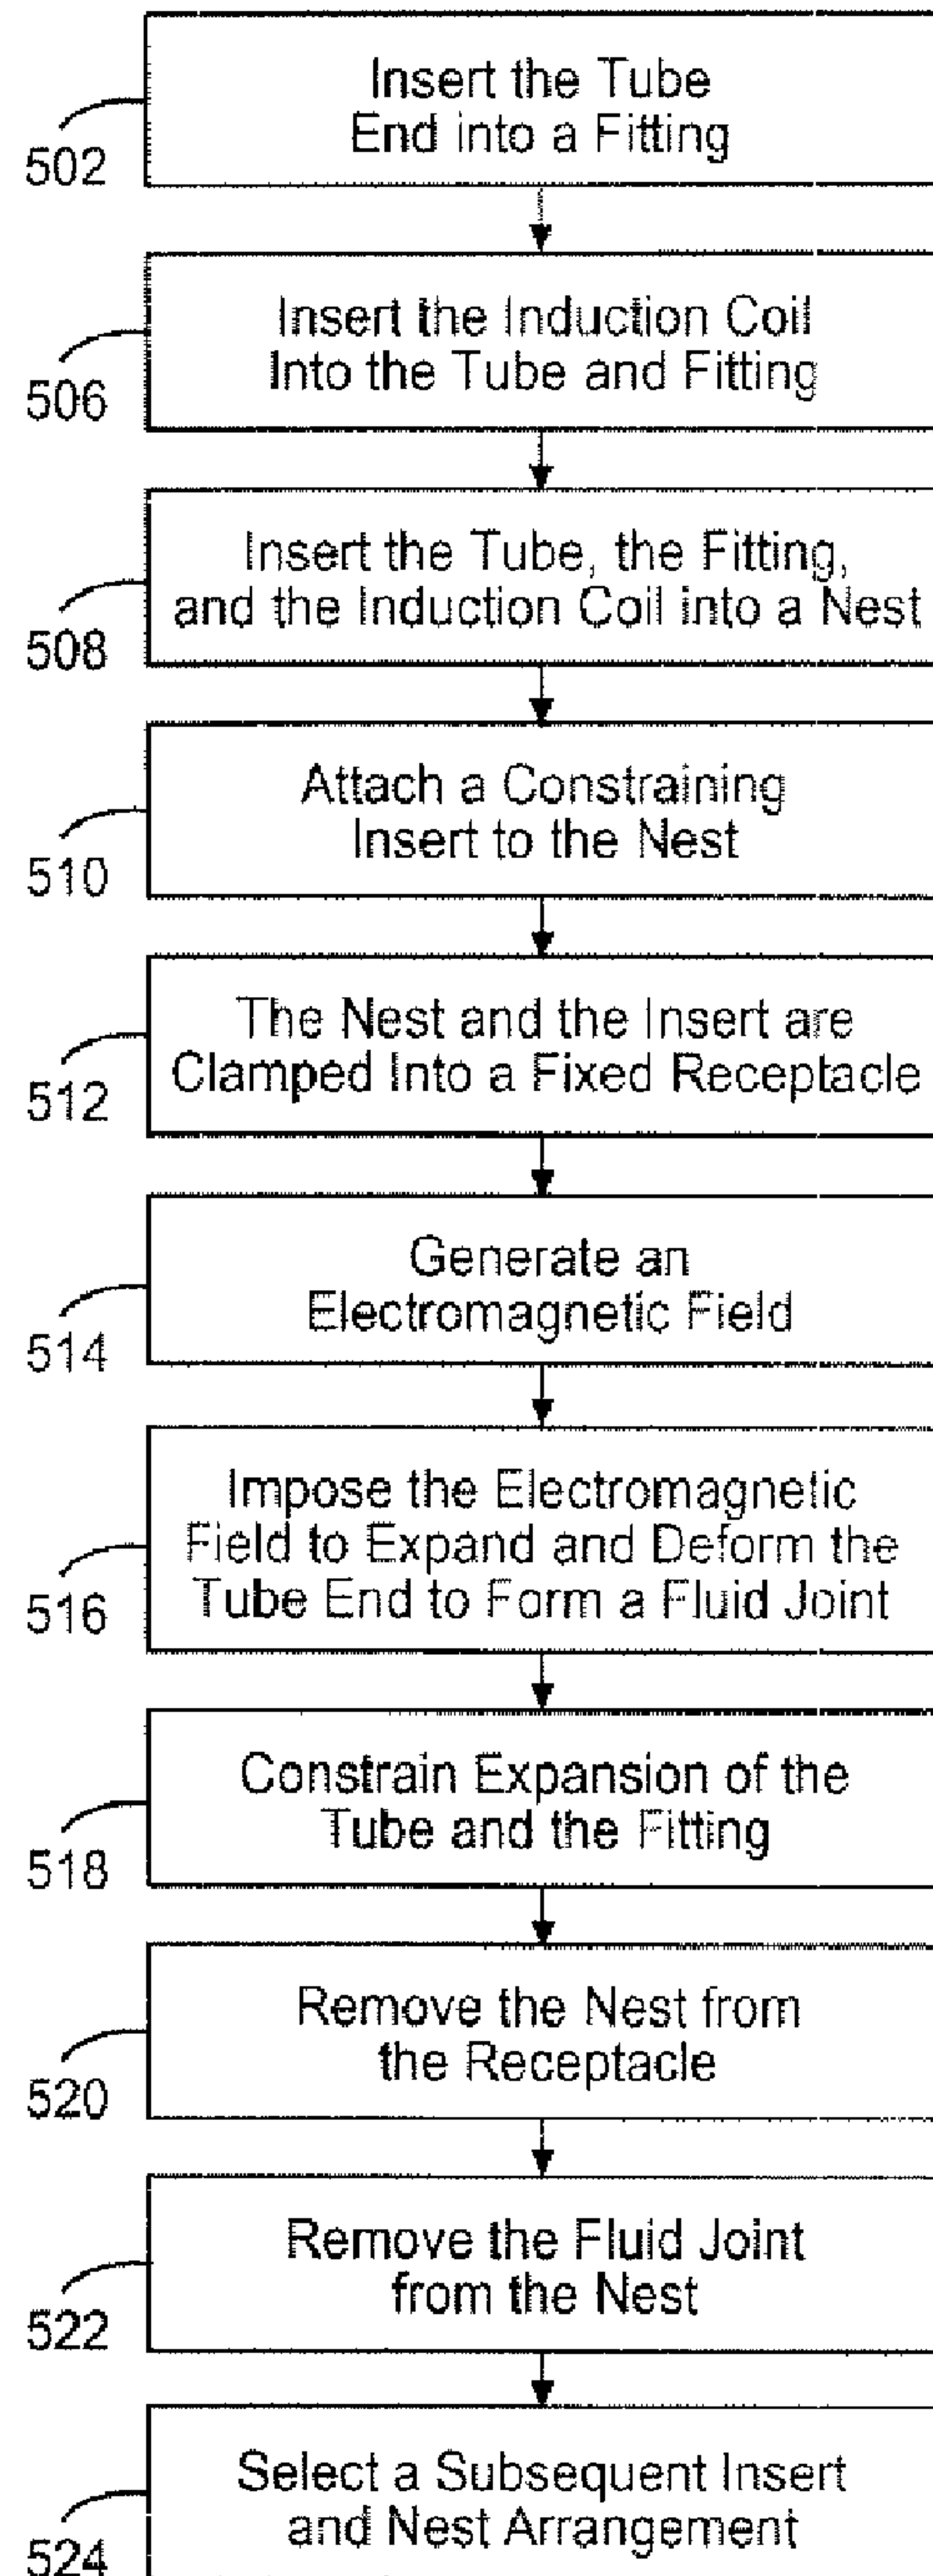 Insert the Tube
End into a Fitting
502
Insert the Induction Coil
Into the Tube and Fitting
506
Insert the Tube, the Fitting,
and the Induction Coil into a Nest
508
Attach a Constraining
Insert to the Nest
510
The Nest and the Insert are
Clamped Into a Fixed Receptacle
512
Generate an
Electromagnetic Field
514
Impose the Electromagnetic
Field to Expand and Deform the
Tube End to Form a Fluid Joint
516
Constrain Expansion of the
Tube and the Fitting
518
Remove the Nest from
the Receptacle
520
Remove the Fluid Joint
from the Nest
522
Select a Subsequent Insert
and Nest Arrangement
524